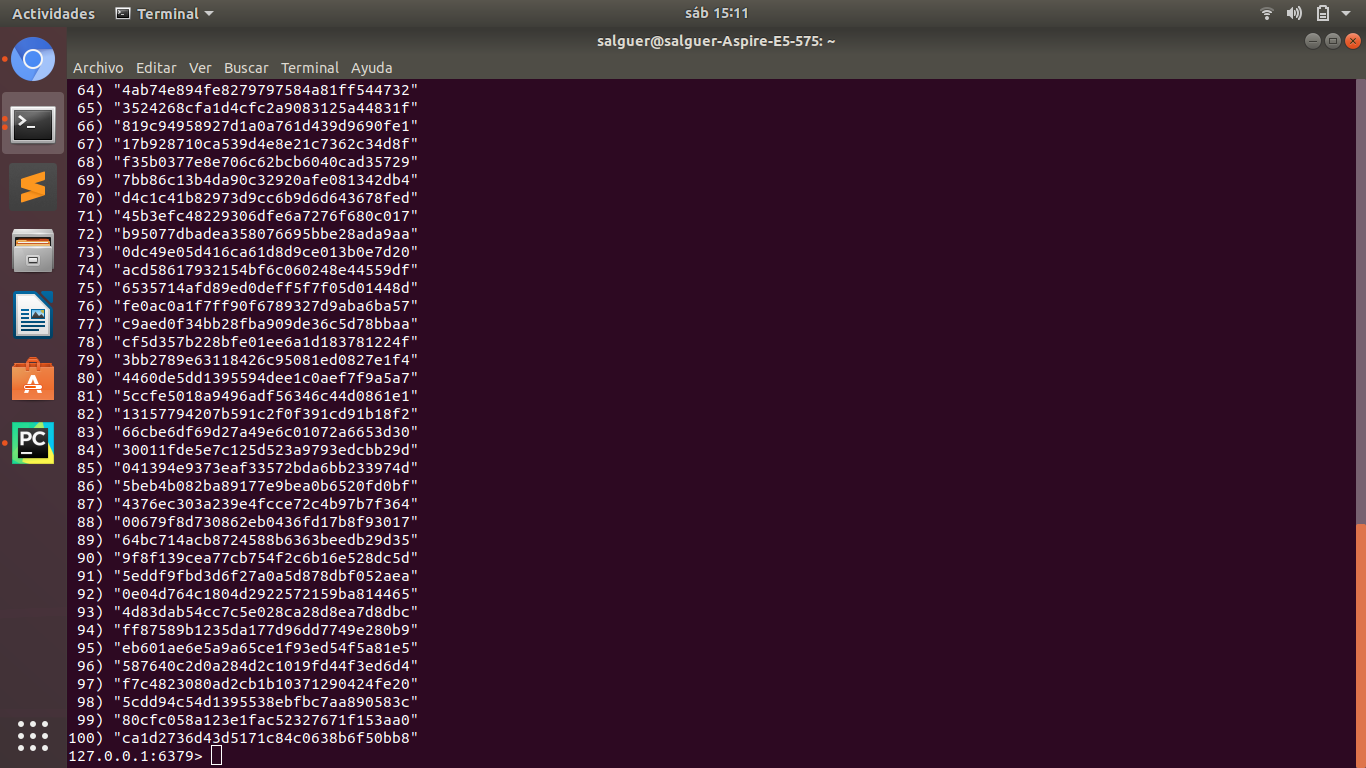 Actividades Terminal sáb 15:11
salguer@salguer-Aspire-E5-575: ~
Archivo Editar Ver Buscar Terminal Ayuda
64) "4ab74e894fe8279797584a81ff544732"
65) "3524268cfa1d4cfc2a9083125a44831f"
66) "819c94958927d1a0a761d439d9690fe1"
67) "17b928710ca539d4e8e21c7362c34d8f"
68) "f35b0377e8e706c62bcb6040cad35729"
69) "7bb86c13b4da90c32920afe081342db4"
70) "d4c1c41b82973d9cc6b9d6d643678fed"
71) "45b3efc48229306dfe6a7276f680c017"
72) "b95077dbadea358076695bbe28ada9aa"
73) "0dc49e05d416ca61d8d9ce013b0e7d20"
74) "acd58617932154bf6c060248e44559df"
75) "6535714afd89ed0deff5f7f05d01448d"
76) "fe0ac0a1f7ff90f6789327d9aba6ba57"
77) "c9aed0f34bb28fba909de36c5d78bbaa"
78) "cf5d357b228bfe01ee6a1d183781224f"
79) "3bb2789e63118426c95081ed0827e1f4"
80) "4460de5dd1395594dee1c0aef7f9a5a7"
81) "5ccfe5018a9496adf56346c44d0861e1"
82) "13157794207b591c2f0f391cd91b18f2"
83) "66cbe6df69d27a49e6c01072a6653d30"
84) "30011fde5e7c125d523a9793edcbb29d"
85) "041394e9373eaf33572bda6bb233974d"
86) "5beb4b082ba89177e9bea0b6520fd0bf"
87) "4376ec303a239e4fcce72c4b97b7f364"
88) "00679f8d730862eb0436fd17b8f93017"
89) "64bc714acb8724588b6363beedb29d35"
90) "9f8f139cea77cb754f2c6b16e528dc5d"
91) "5eddf9fbd3d6f27a0a5d878dbf052aea"
92) "0e04d764c1804d2922572159ba814465"
93) "4d83dab54cc7c5e028ca28d8ea7d8dbc"
94) "ff87589b1235da177d96dd7749e280b9"
95) "eb601ae6e5a9a65ce1f93ed54f5a81e5"
96) "587640c2d0a284d2c1019fd44f3ed6d4"
97) "f7c4823080ad2cb1b10371290424fe20"
98) "5cdd94c54d1395538ebfbc7aa890583c"
99) "80cfc058a123e1fac52327671f153aa0"
100) "ca1d2736d43d5171c84c0638b6f50bb8"
127.0.0.1:6379>
PC